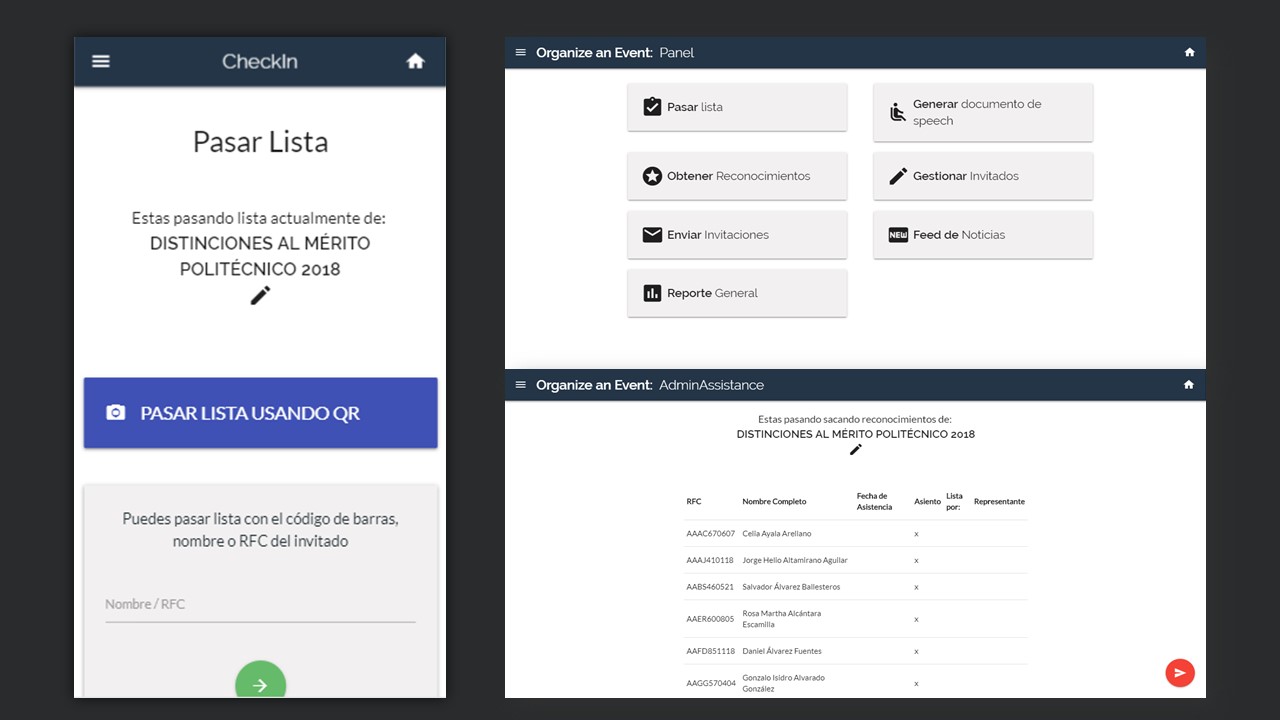 CheckIn
Pasar Lista
Estas pasando lista actualmente de:
DISTINCIONES AL MÉRITO
POLITÉCNICO 2018
PASAR LISTA USANDO QR
Puedes pasar lista con el código de barras,
nombre o RFC del invitado
Nombre / RFC
Organize an Event: Panel
Pasar lista
Generar documento de
speech
Obtener Reconocimientos
Gestionar Invitados
Enviar Invitaciones
NEW Feed de Noticias
Reporte General
Organize an Event: AdminAssistance
Estas pasando sacando reconocimientos de:
DISTINCIONES AL MÉRITO POLITÉCNICO 2018
RFC Nombre Completo Fecha de Asistencia Asiento Lista por: Representante
AAAC670607 Celia Ayala Arellano x
AAAJ410118 Jorge Helio Altamirano Aguilar x
AABS460521 Salvador Álvarez Ballesteros x
AAER600805 Rosa Martha Alcántara Escamilla x
AAFD851118 Daniel Álvarez Fuentes x
AAGG570404 Gonzalo Isidro Alvarado González x